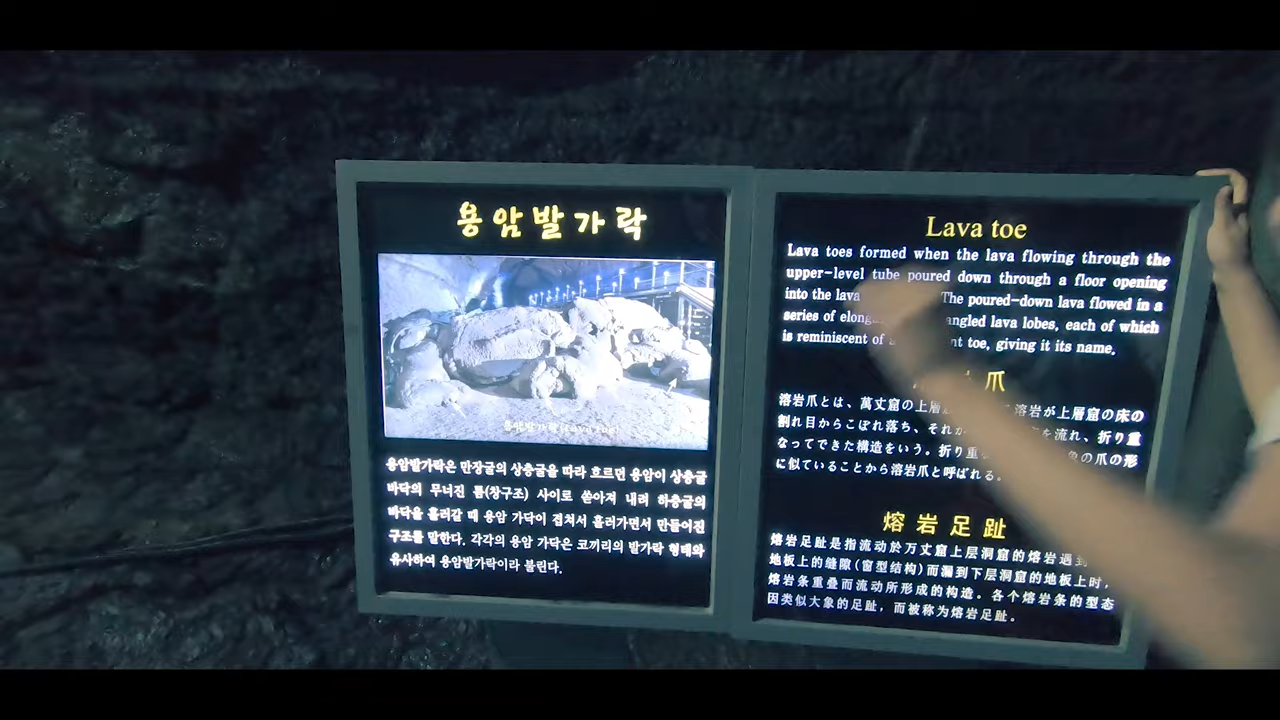 용암발가락
용암발가락(Lava toe)
용암발가락은 만장굴의 상층굴을 따라 흐르던 용암이 상층굴
바닥의 무너진 틈(창구조) 사이로 쏟아져 내려 하층굴의
바닥을 흘러갈 때 용암 가닥이 겹쳐서 흘러가면서 만들어진
구조를 말한다. 각각의 용암 가닥은 코끼리의 발가락 형태와
유사하여 용암발가락이라 불린다.
Lava toe
Lava toes formed when the lava flowing through the
upper-level tube poured down through a floor opening
into the lava The poured-down lava flowed in a
series of lava lobes, each of which
is reminiscent of toe, giving it its name.
爪
溶岩爪とは、萬丈窟の上層 溶岩が上層窟の床の
割れ目からこぼれ落ち、それが を流れ、折り重
なってできた構造をいう。折り重 の爪の形
に似ていることから溶岩爪と呼ばれる。
熔岩足趾
熔岩足趾是指流动於万丈窟上层洞窟的熔岩遇到
地板上的缝隙(窗型结构)而漏到下层洞窟的地板上时,
熔岩条重叠而流动所形成的构造。各个熔岩条的型态
因类似大象的足趾，而被称为熔岩足趾。